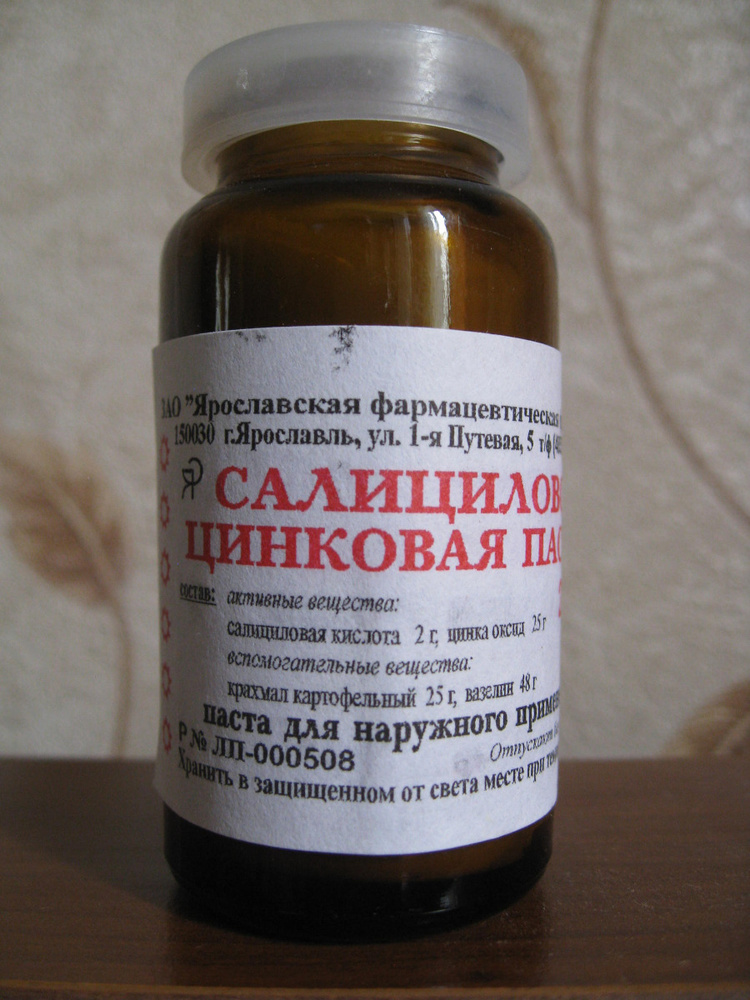 ЗАО "Ярославская фармацевтическая
150030 г.Ярославль, ул. 1-я Путевая, 5 т/ф
САЛИЦИЛОВО
ЦИНКОВАЯ ПАС
состав: активные вещества:
салициловая кислота 2 г, цинка оксид 25 г
вспомогательные вещества:
крахмал картофельный 25 г, вазелин 48 г
паста для наружного примене
Р № ЛП-000508
Отпускают
Хранить в защищенном от света месте при